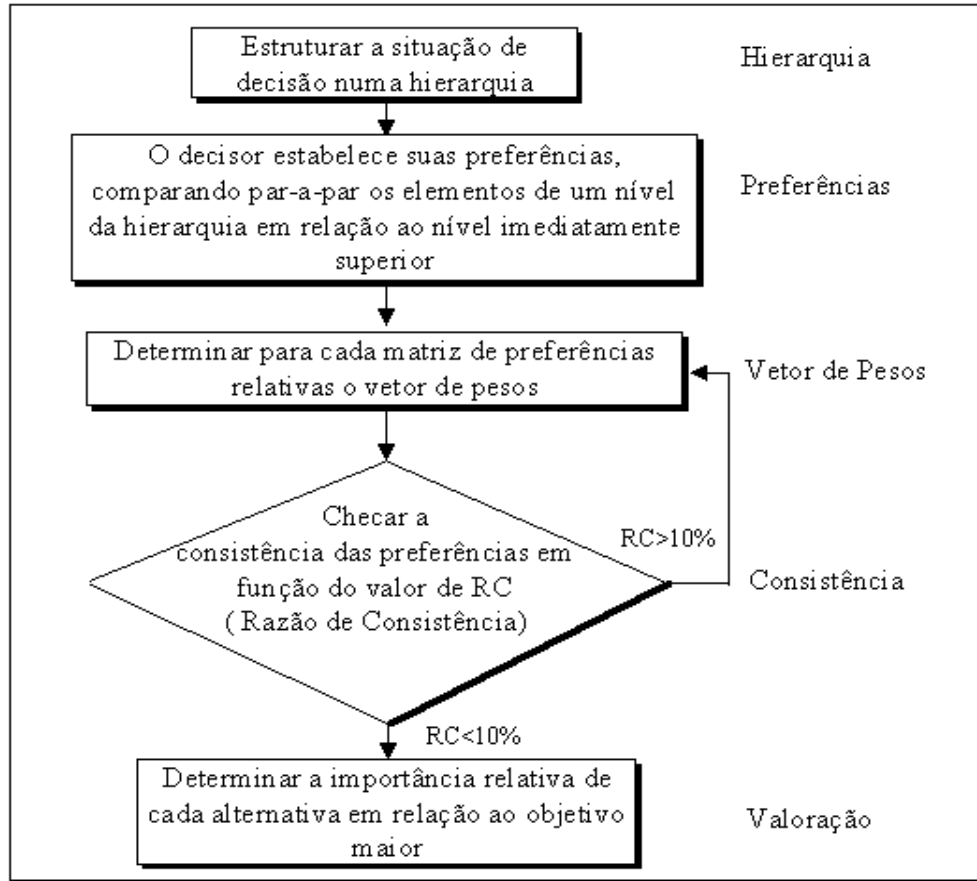 Estruturar a situação de
decisão numa hierarquia
Hierarquia
O decisor estabelece suas preferências,
comparando par-a-par os elementos de um nível
da hierarquia em relação ao nível imediatamente
superior
Preferências
Determinar para cada matriz de preferências
relativas o vetor de pesos
Vetor de Pesos
Checar a
consistência das preferências em
função do valor de RC
( Razão de Consistência)
RC>10%
Consistência
RC<10%
Determinar a importância relativa de
cada alternativa em relação ao objetivo
maior
Valoração